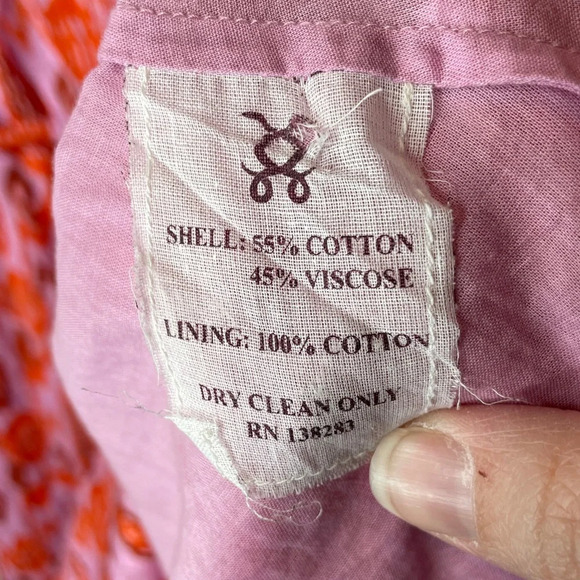 SHELL: 55% COTTON
45% VISCOSE
LINING: 100% COTTON
DRY CLEAN ONLY
RN 138283